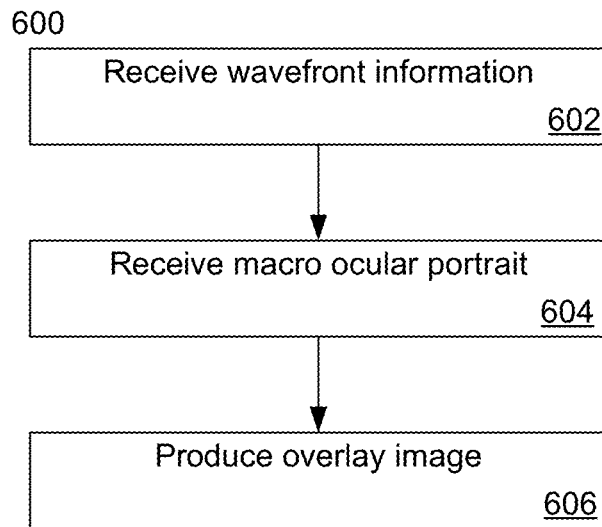 600
Receive wavefront information
602
Receive macro ocular portrait
604
Produce overlay image
606